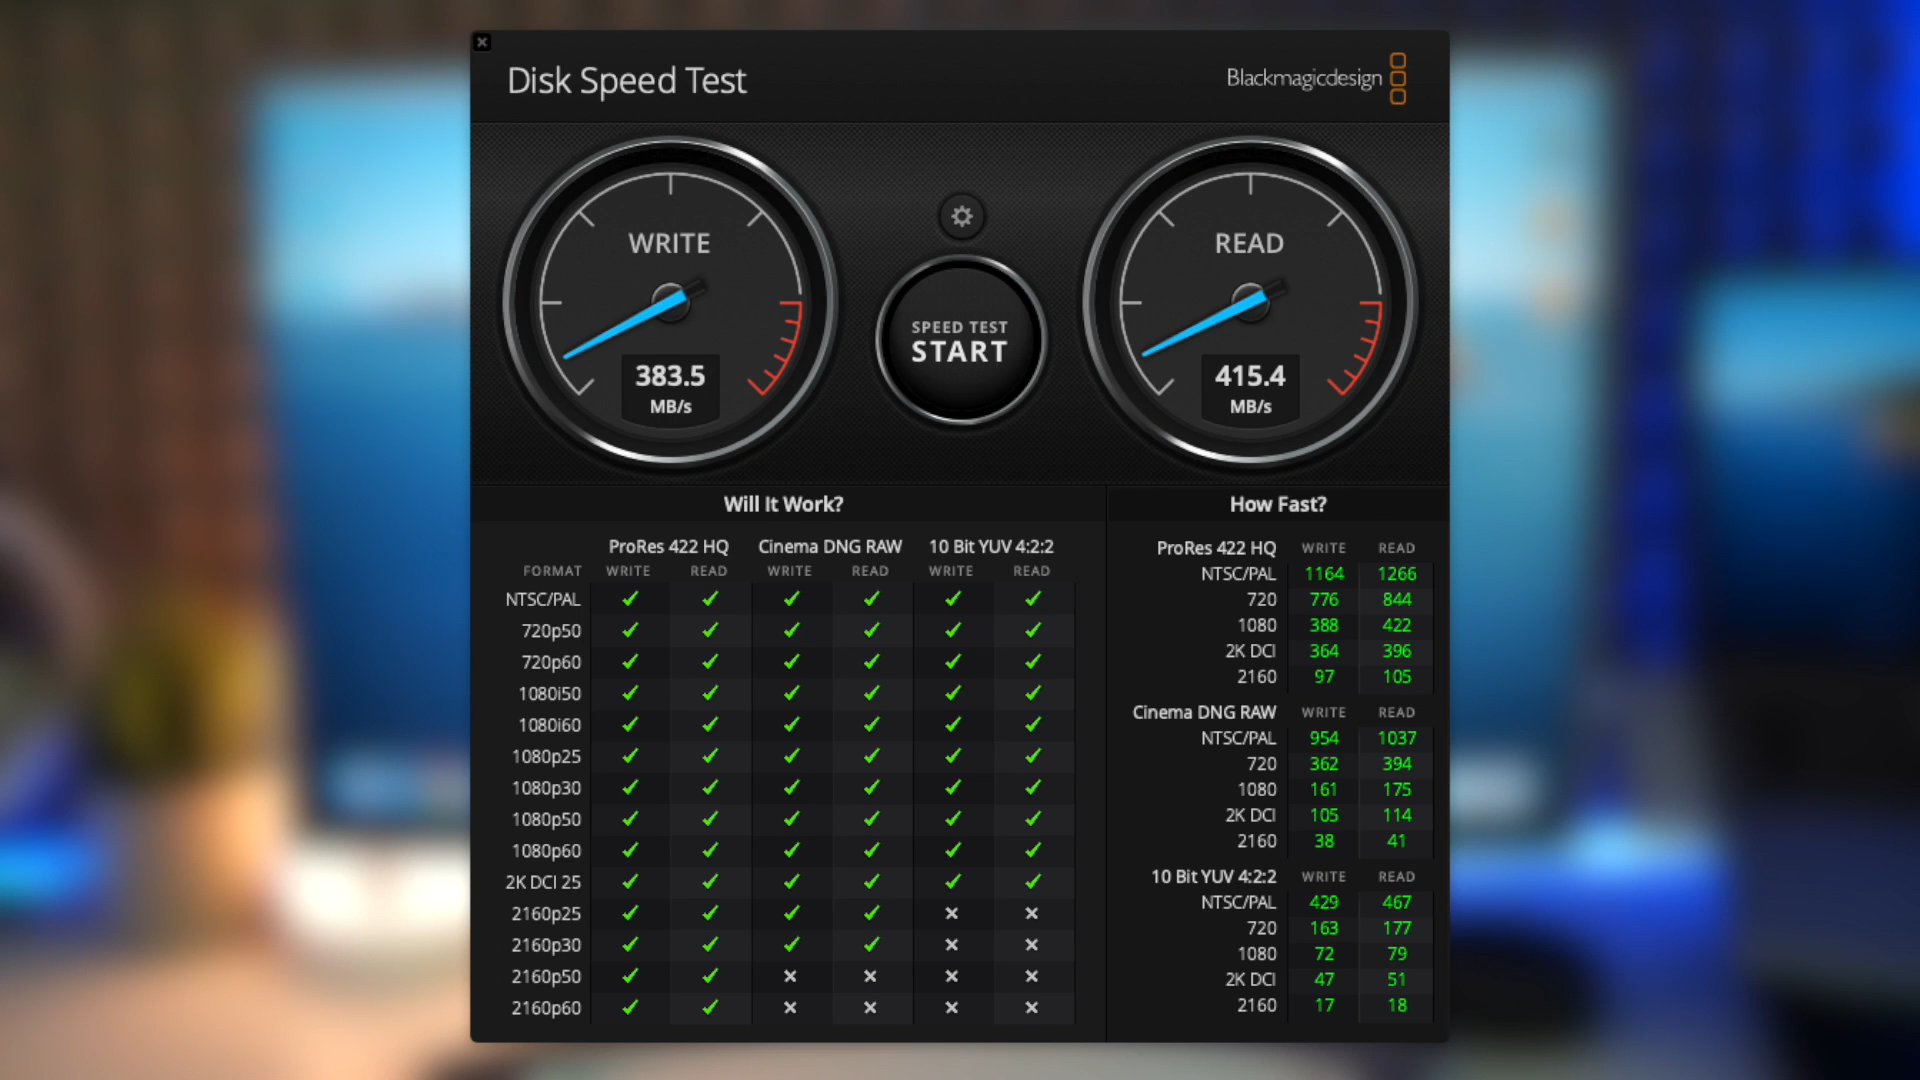 Disk Speed Test
Blackmagicdesign
WRITE
383.5
MB/s
SPEED TEST
START
READ
415.4
MB/s
Will It Work?
ProRes 422 HQ Cinema DNG RAW 10 Bit YUV 4:2:2
FORMAT WRITE READ WRITE READ WRITE READ
NTSC/PAL ✓ ✓ ✓ ✓ ✓ ✓
720p50 ✓ ✓ ✓ ✓ ✓ ✓
720p60 ✓ ✓ ✓ ✓ ✓ ✓
1080i50 ✓ ✓ ✓ ✓ ✓ ✓
1080i60 ✓ ✓ ✓ ✓ ✓ ✓
1080p25 ✓ ✓ ✓ ✓ ✓ ✓
1080p30 ✓ ✓ ✓ ✓ ✓ ✓
1080p50 ✓ ✓ ✓ ✓ ✓ ✓
1080p60 ✓ ✓ ✓ ✓ ✓ ✓
2K DCI 25 ✓ ✓ ✓ ✓ ✓ ✓
2160p25 ✓ ✓ ✓ ✓ × ×
2160p30 ✓ ✓ ✓ ✓ × ×
2160p50 ✓ ✓ × × × ×
2160p60 ✓ ✓ × × × ×
How Fast?
ProRes 422 HQ WRITE READ
NTSC/PAL 1164 1266
720 776 844
1080 388 422
2K DCI 364 396
2160 97 105
Cinema DNG RAW WRITE READ
NTSC/PAL 954 1037
720 362 394
1080 161 175
2K DCI 105 114
2160 38 41
10 Bit YUV 4:2:2 WRITE READ
NTSC/PAL 429 467
720 163 177
1080 72 79
2K DCI 47 51
2160 17 18